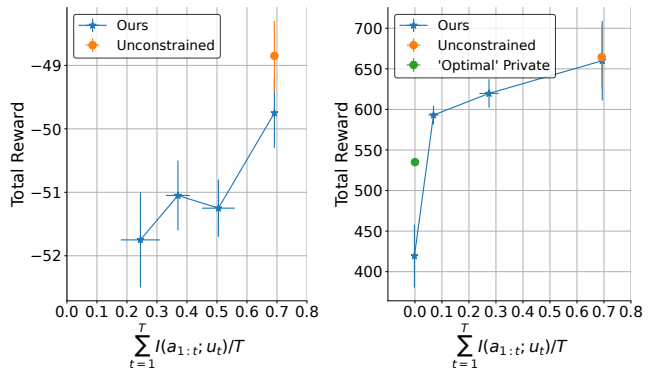 Ours
Unconstrained
−49
−50
−51
−52
Total Reward
0.0 0.1 0.2 0.3 0.4 0.5 0.6 0.7 0.8
T
∑ I(a1:t; ut)/T
t = 1
Ours
Unconstrained
'Optimal' Private
700
650
600
550
500
450
400
Total Reward
0.0 0.1 0.2 0.3 0.4 0.5 0.6 0.7 0.8
T
∑ I(a1:t; ut)/T
t = 1